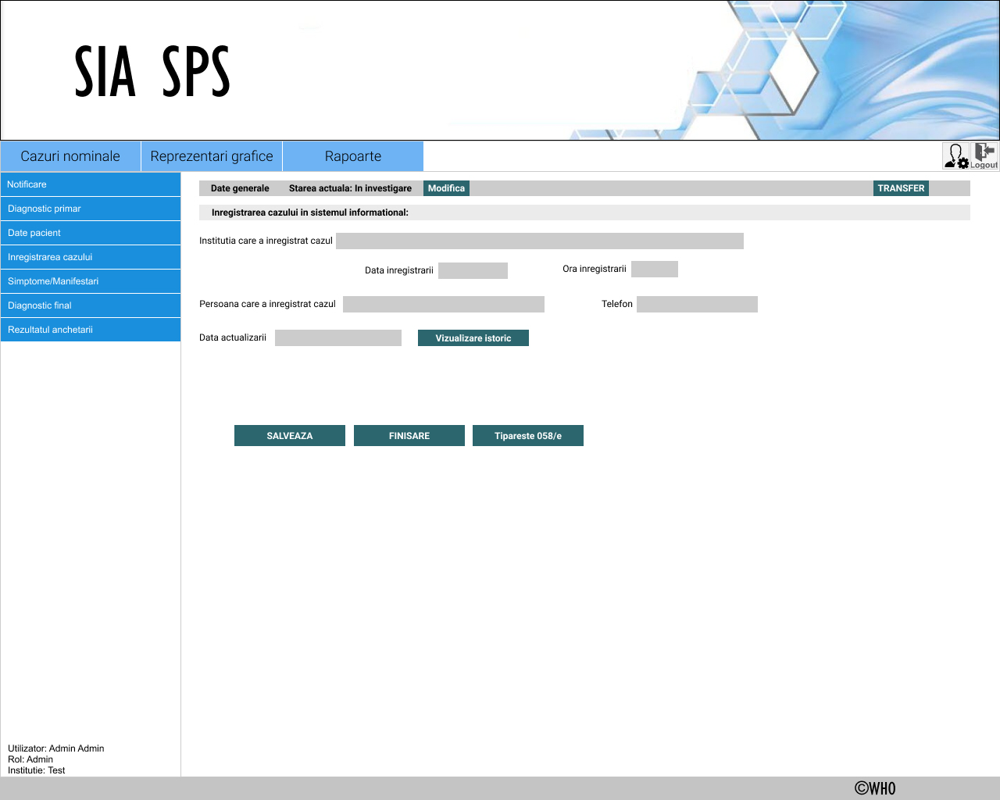 SIA SPS
Cazuri nominale
Reprezentari grafice
Rapoarte
Logout
Notificare
Diagnostic primar
Date pacient
Inregistrarea cazului
Simptome/Manifestari
Diagnostic final
Rezultatul anchetarii
Date generale
Starea actuala: In investigare
Modifica
TRANSFER
Inregistrarea cazului in sistemul informational:
Institutia care a inregistrat cazul
Data inregistrarii
Ora inregistrarii
Persoana care a inregistrat cazul
Telefon
Data actualizarii
Vizualizare istoric
SALVEAZA
FINISARE
Tipareste 058/e
Utilizator: Admin Admin
Rol: Admin
Institutie: Test
©WHO